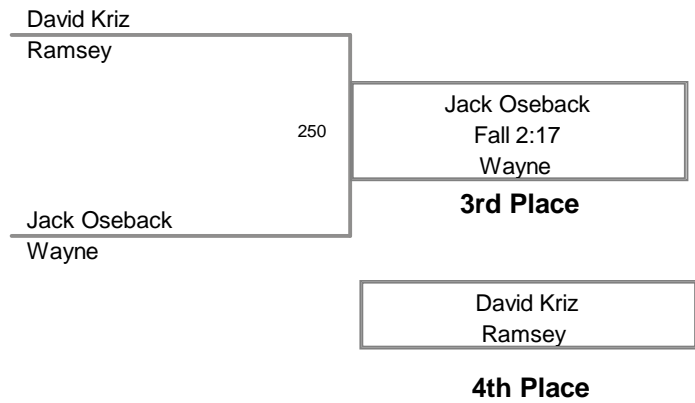 David Kriz
Ramsey
250
Jack Oseback
Fall 2:17
Wayne
3rd Place
Jack Oseback
Wayne
David Kriz
Ramsey
4th Place